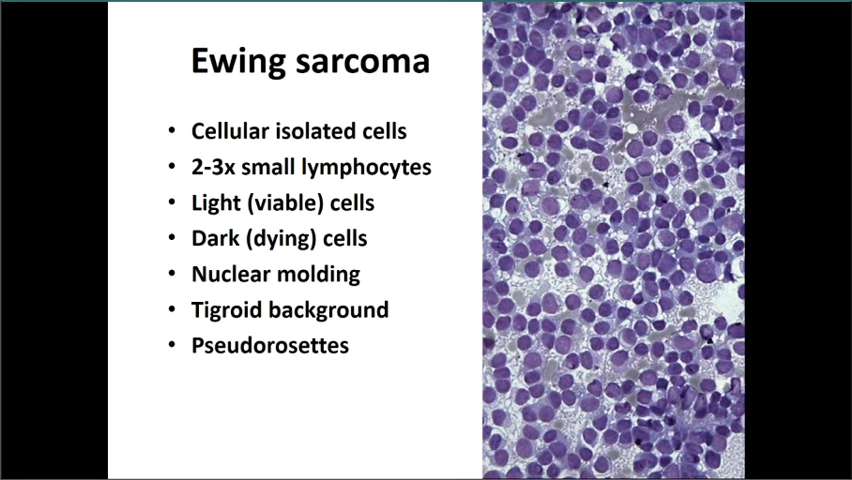 Ewing sarcoma
• Cellular isolated cells
• 2-3x small lymphocytes
• Light (viable) cells
• Dark (dying) cells
• Nuclear molding
• Tigroid background
• Pseudorosettes